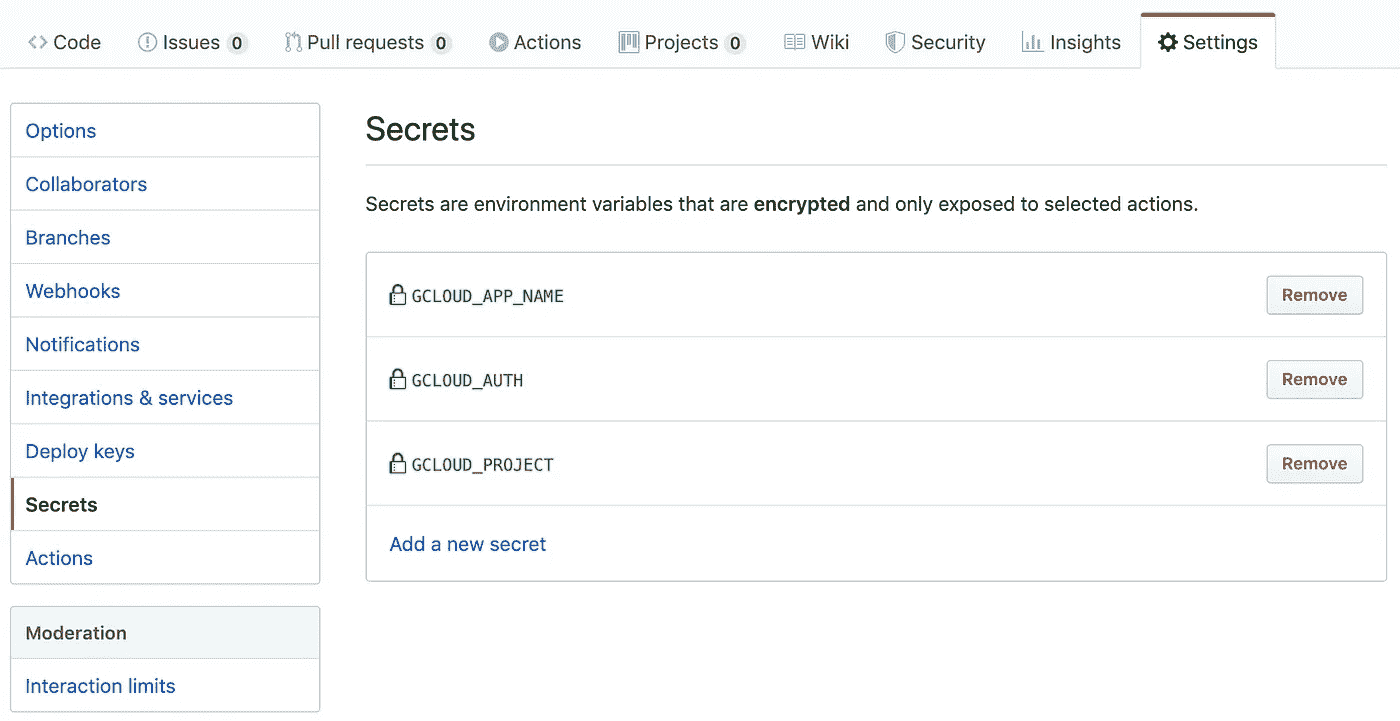 Code Issues 0 Pull requests 0 Actions Projects 0 Wiki Security Insights Settings
Options
Collaborators
Branches
Webhooks
Notifications
Integrations & services
Deploy keys
Secrets
Actions
Moderation
Interaction limits
Secrets
Secrets are environment variables that are encrypted and only exposed to selected actions.
GCLOUD_APP_NAME Remove
GCLOUD_AUTH Remove
GCLOUD_PROJECT Remove
Add a new secret